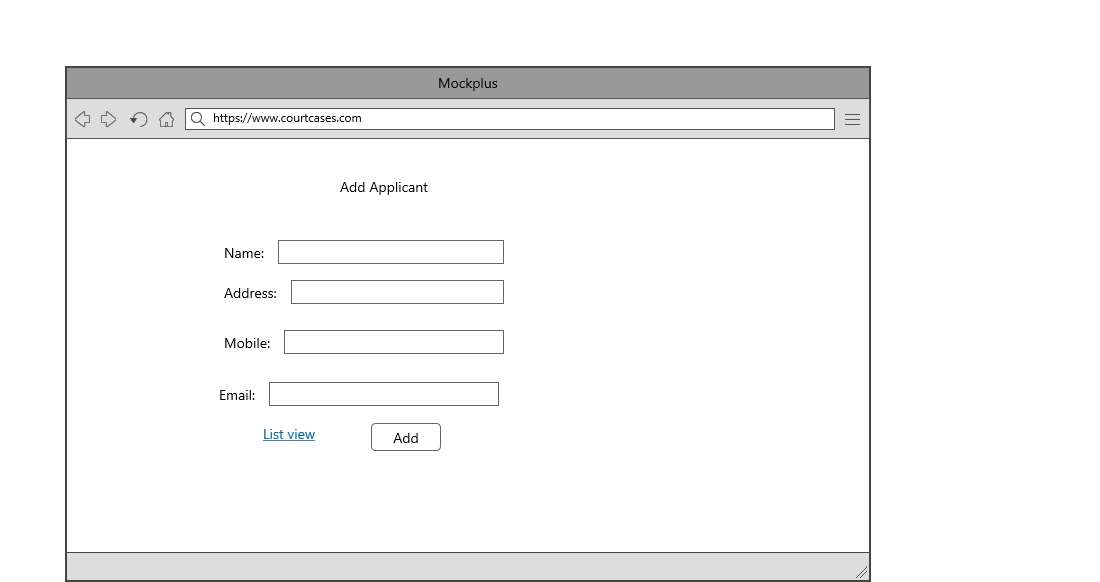 Mockplus
https://www.courtcases.com
Add Applicant
Name:
Address:
Mobile:
Email:
List view Add